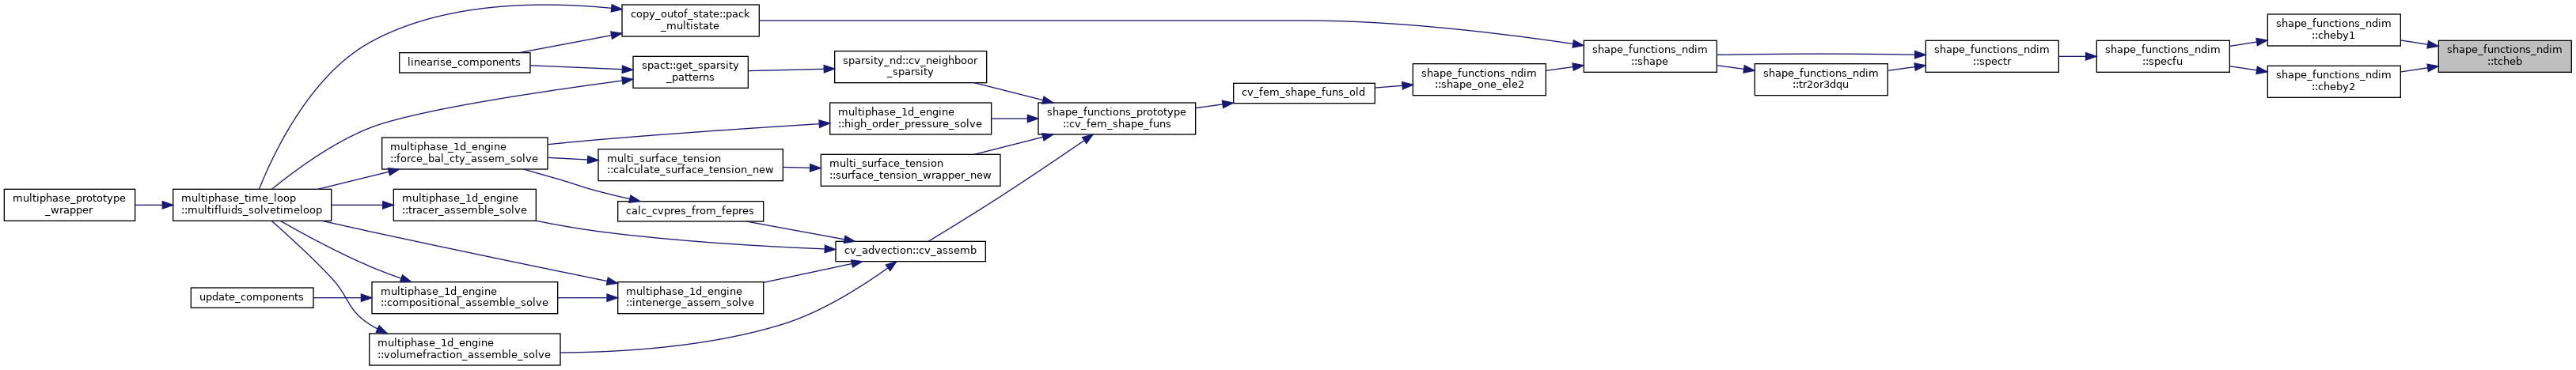 copy_outof_state::pack
_multistate
linearise_components
spact::get_sparsity
_patterns
sparsity_nd::cv_neighboor
_sparsity
multiphase_1d_engine
::high_order_pressure_solve
multiphase_1d_engine
::force_bal_cty_assem_solve
multi_surface_tension
::calculate_surface_tension_new
multi_surface_tension
::surface_tension_wrapper_new
multiphase_prototype
_wrapper
multiphase_time_loop
::multifluids_solvetimeloop
multiphase_1d_engine
::tracer_assemble_solve
calc_cvpres_from_fepres
cv_advection::cv_assemb
update_components
multiphase_1d_engine
::compositional_assemble_solve
multiphase_1d_engine
::intenerge_assem_solve
multiphase_1d_engine
::volumefraction_assemble_solve
shape_functions_prototype
::cv_fem_shape_funs
cv_fem_shape_funs_old
shape_functions_ndim
::shape_one_ele2
shape_functions_ndim
::shape
shape_functions_ndim
::tr2or3dqu
shape_functions_ndim
::spectr
shape_functions_ndim
::specfu
shape_functions_ndim
::cheby1
shape_functions_ndim
::cheby2
shape_functions_ndim
::tcheb